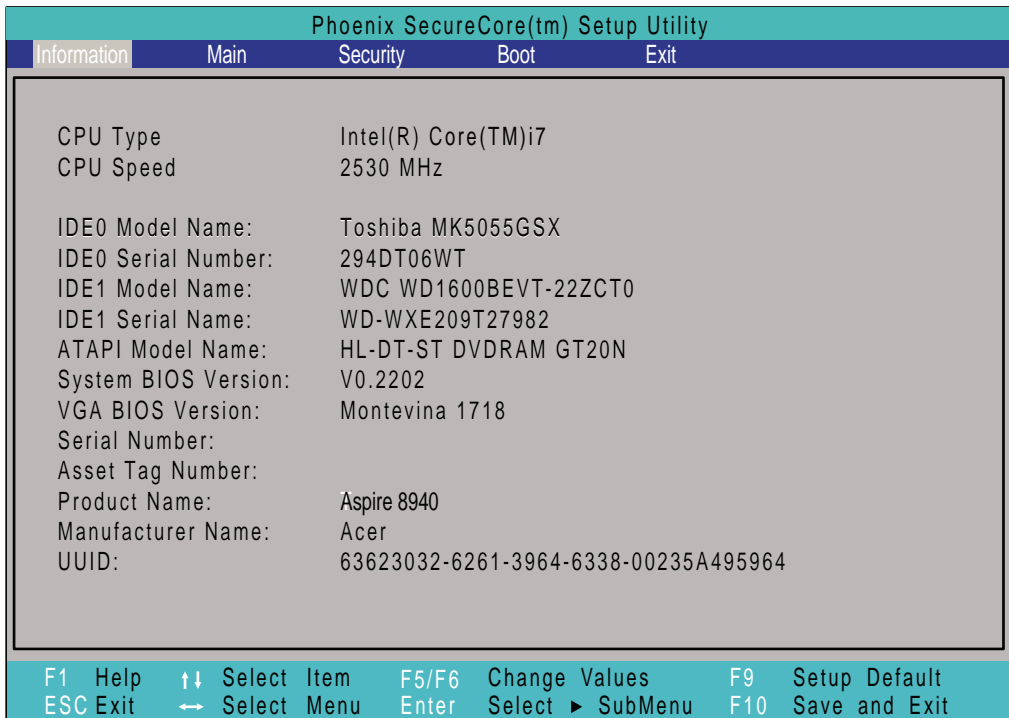 Phoenix SecureCore(tm) Setup Utility
Information Main Security Boot Exit
CPU Type Intel(R) Core(TM)i7
CPU Speed 2530 MHz
IDE0 Model Name: Toshiba MK5055GSX
IDE0 Serial Number: 294DT06WT
IDE1 Model Name: WDC WD1600BEVT-22ZCT0
IDE1 Serial Name: WD-WXE209T27982
ATAPI Model Name: HL-DT-ST DVDRAM GT20N
System BIOS Version: V0.2202
VGA BIOS Version: Montevina 1718
Serial Number:
Asset Tag Number:
Product Name: Aspire 8940
Manufacturer Name: Acer
UUID: 63623032-6261-3964-6338-00235A495964
F1 Help ↑↓ Select Item F5/F6 Change Values F9 Setup Default
ESC Exit ↔ Select Menu Enter Select ► SubMenu F10 Save and Exit